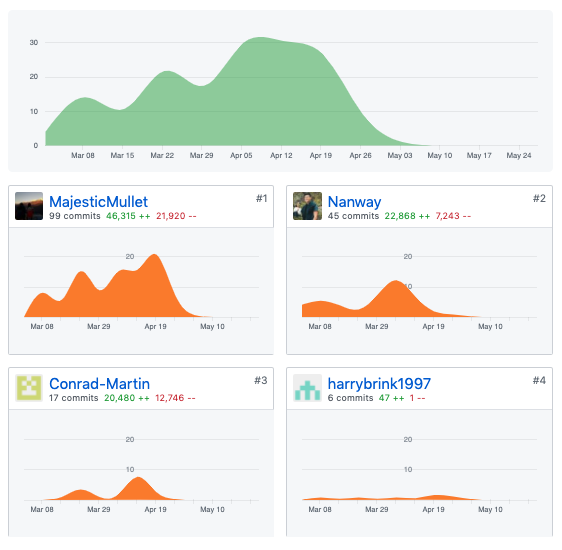 30
20
10
0
Mar 08 Mar 15 Mar 22 Mar 29 Apr 05 Apr 12 Apr 19 Apr 26 May 03 May 10 May 17 May 24
MajesticMullet #1
99 commits 46,315 ++ 21,920 --
20
Mar 08 Mar 29 Apr 19 May 10
Nanway #2
45 commits 22,868 ++ 7,243 --
20
10
Mar 08 Mar 29 Apr 19 May 10
Conrad-Martin #3
17 commits 20,480 ++ 12,746 --
20
10
Mar 08 Mar 29 Apr 19 May 10
harrybrink1997 #4
6 commits 47 ++ 1 --
20
10
Mar 08 Mar 29 Apr 19 May 10